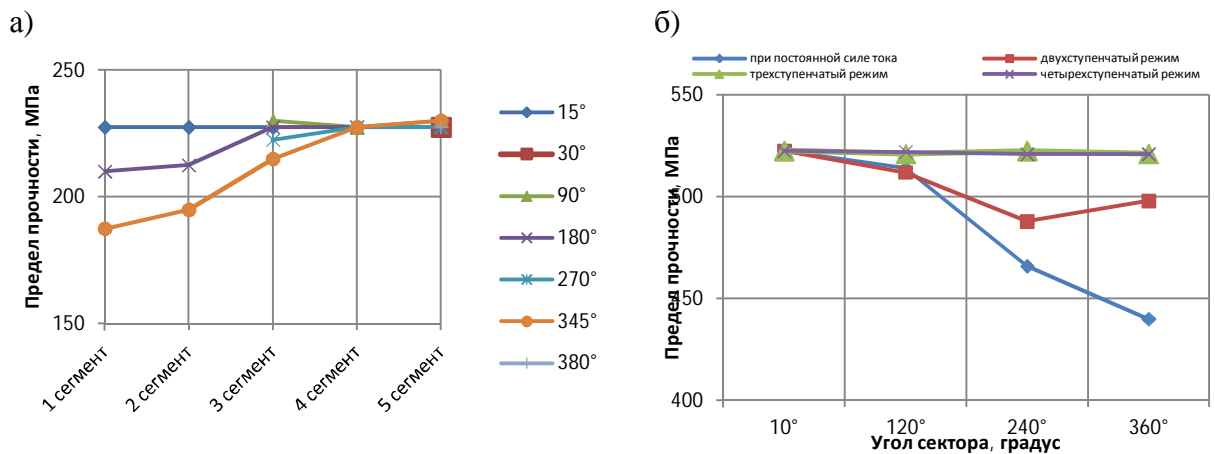 а)
250
200
150
Предел прочности, МПа
1 сегмент
2 сегмент
3 сегмент
4 сегмент
5 сегмент
15°
30°
90°
180°
270°
345°
380°
б)
при постоянной силе тока
двухступенчатый режим
трехступенчатый режим
четырехступенчатый режим
550
500
450
400
Предел прочности, МПа
10°
120°
240°
360°
Угол сектора, градус